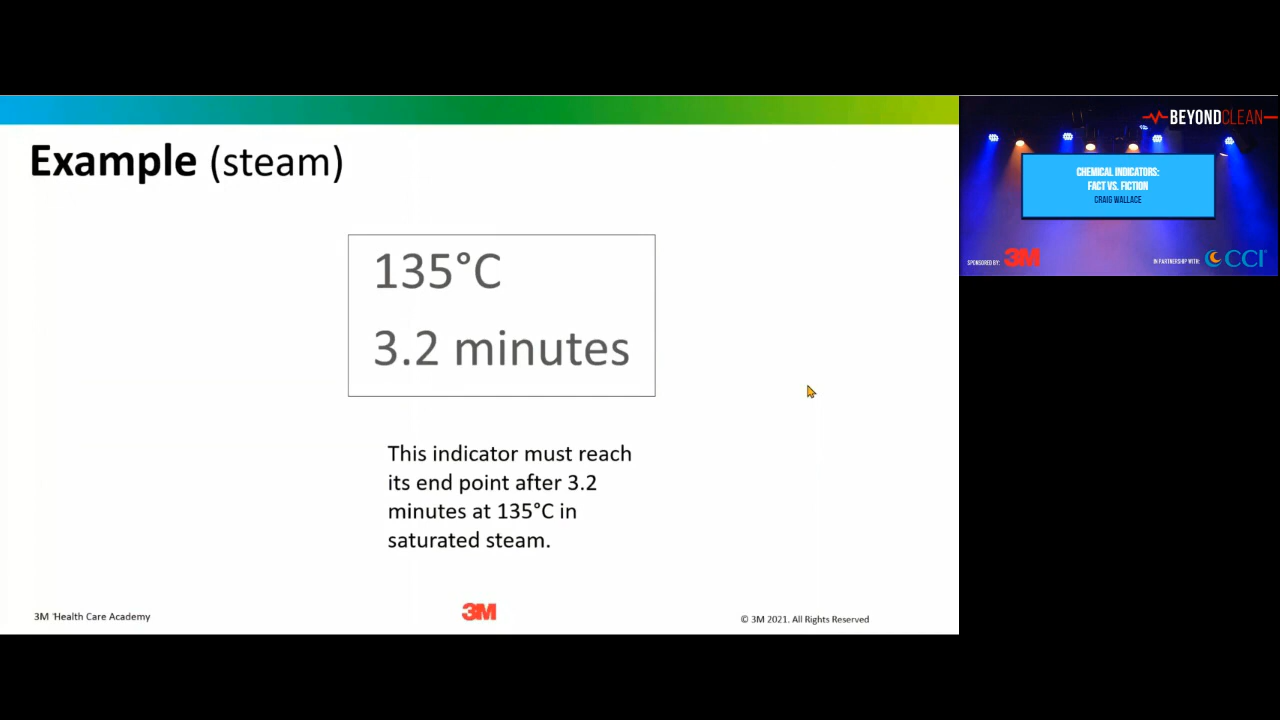 Example (steam)
135°C
3.2 minutes
This indicator must reach
its end point after 3.2
minutes at 135°C in
saturated steam.
3M Health Care Academy
3M
© 3M 2021. All Rights Reserved
BEYONDCLEAN
CHEMICAL INDICATORS:
FACT VS. FICTION
CRAIG WALLACE
SPONSORED BY: 3M
IN PARTNERSHIP WITH: CCI